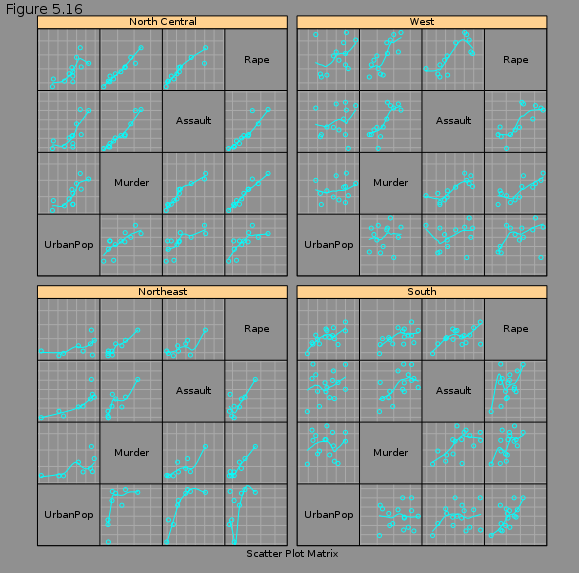 Figure 5.16
North Central
Rape
Assault
Murder
UrbanPop
West
Rape
Assault
Murder
UrbanPop
Northeast
Rape
Assault
Murder
UrbanPop
South
Rape
Assault
Murder
UrbanPop
Scatter Plot Matrix